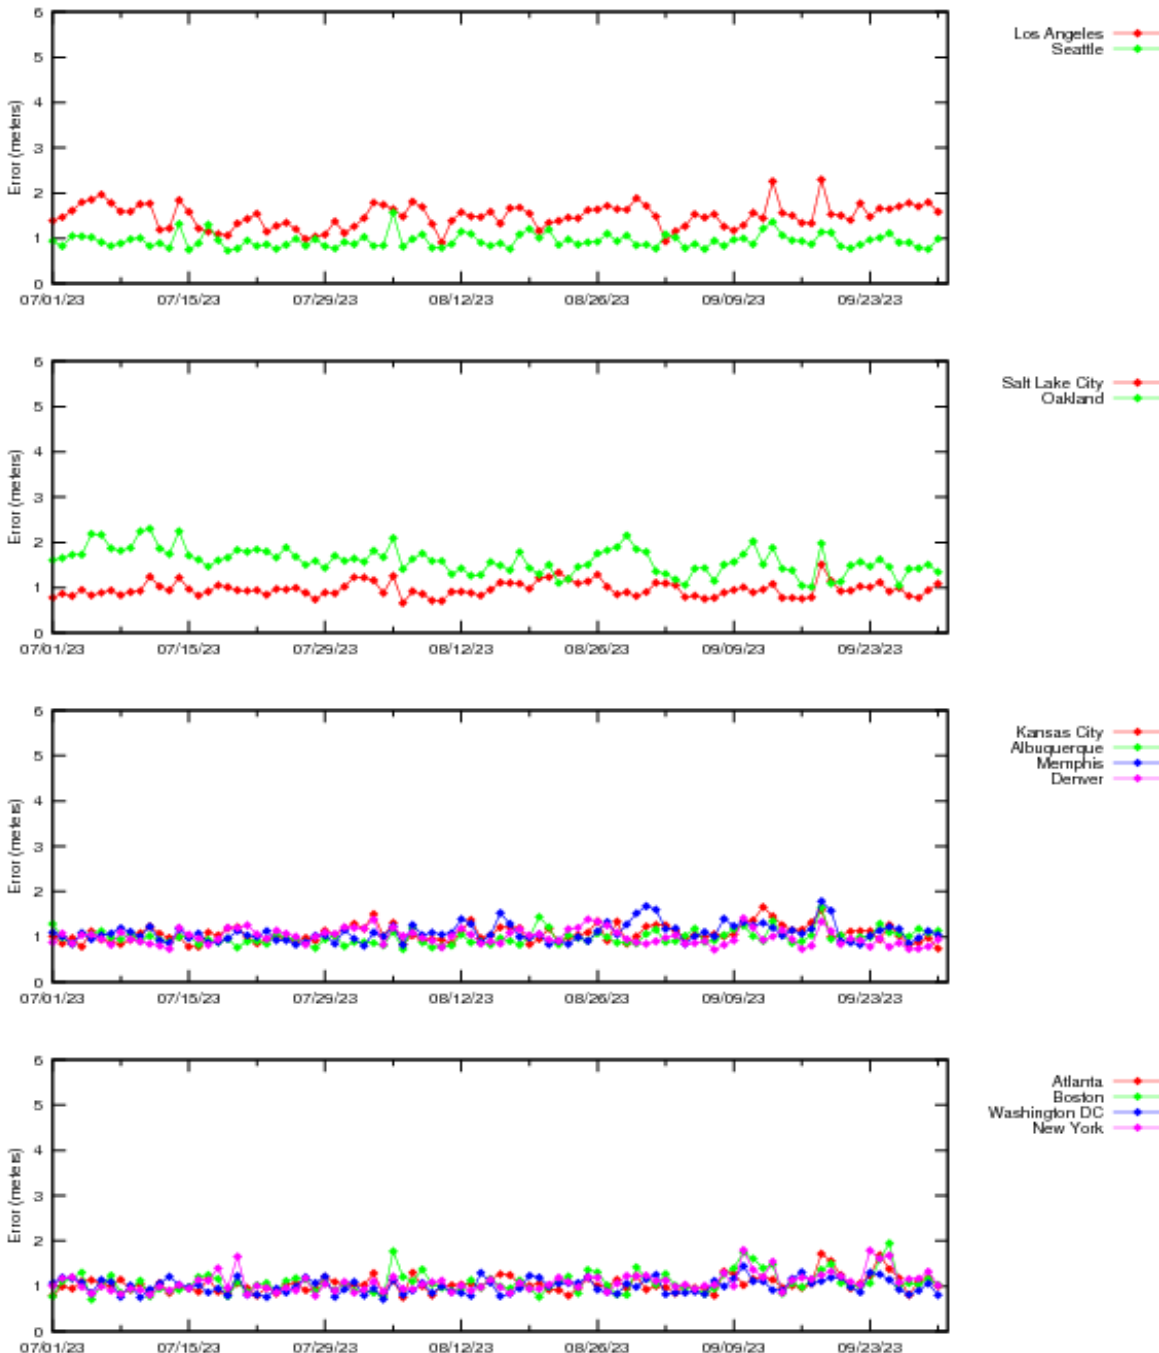 6
Los Angeles
Seattle
5
4
Error (meters)
3
2
1
0
07/01/23 07/15/23 07/29/23 08/12/23 08/26/23 09/09/23 09/23/23
6
Salt Lake City
Oakland
5
4
Error (meters)
3
2
1
0
07/01/23 07/15/23 07/29/23 08/12/23 08/26/23 09/09/23 09/23/23
6
Kansas City
Albuquerque
5
Memphis
Denver
4
Error (meters)
3
2
1
0
07/01/23 07/15/23 07/29/23 08/12/23 08/26/23 09/09/23 09/23/23
6
Atlanta
Boston
5
Washington DC
New York
4
Error (meters)
3
2
1
0
07/01/23 07/15/23 07/29/23 08/12/23 08/26/23 09/09/23 09/23/23